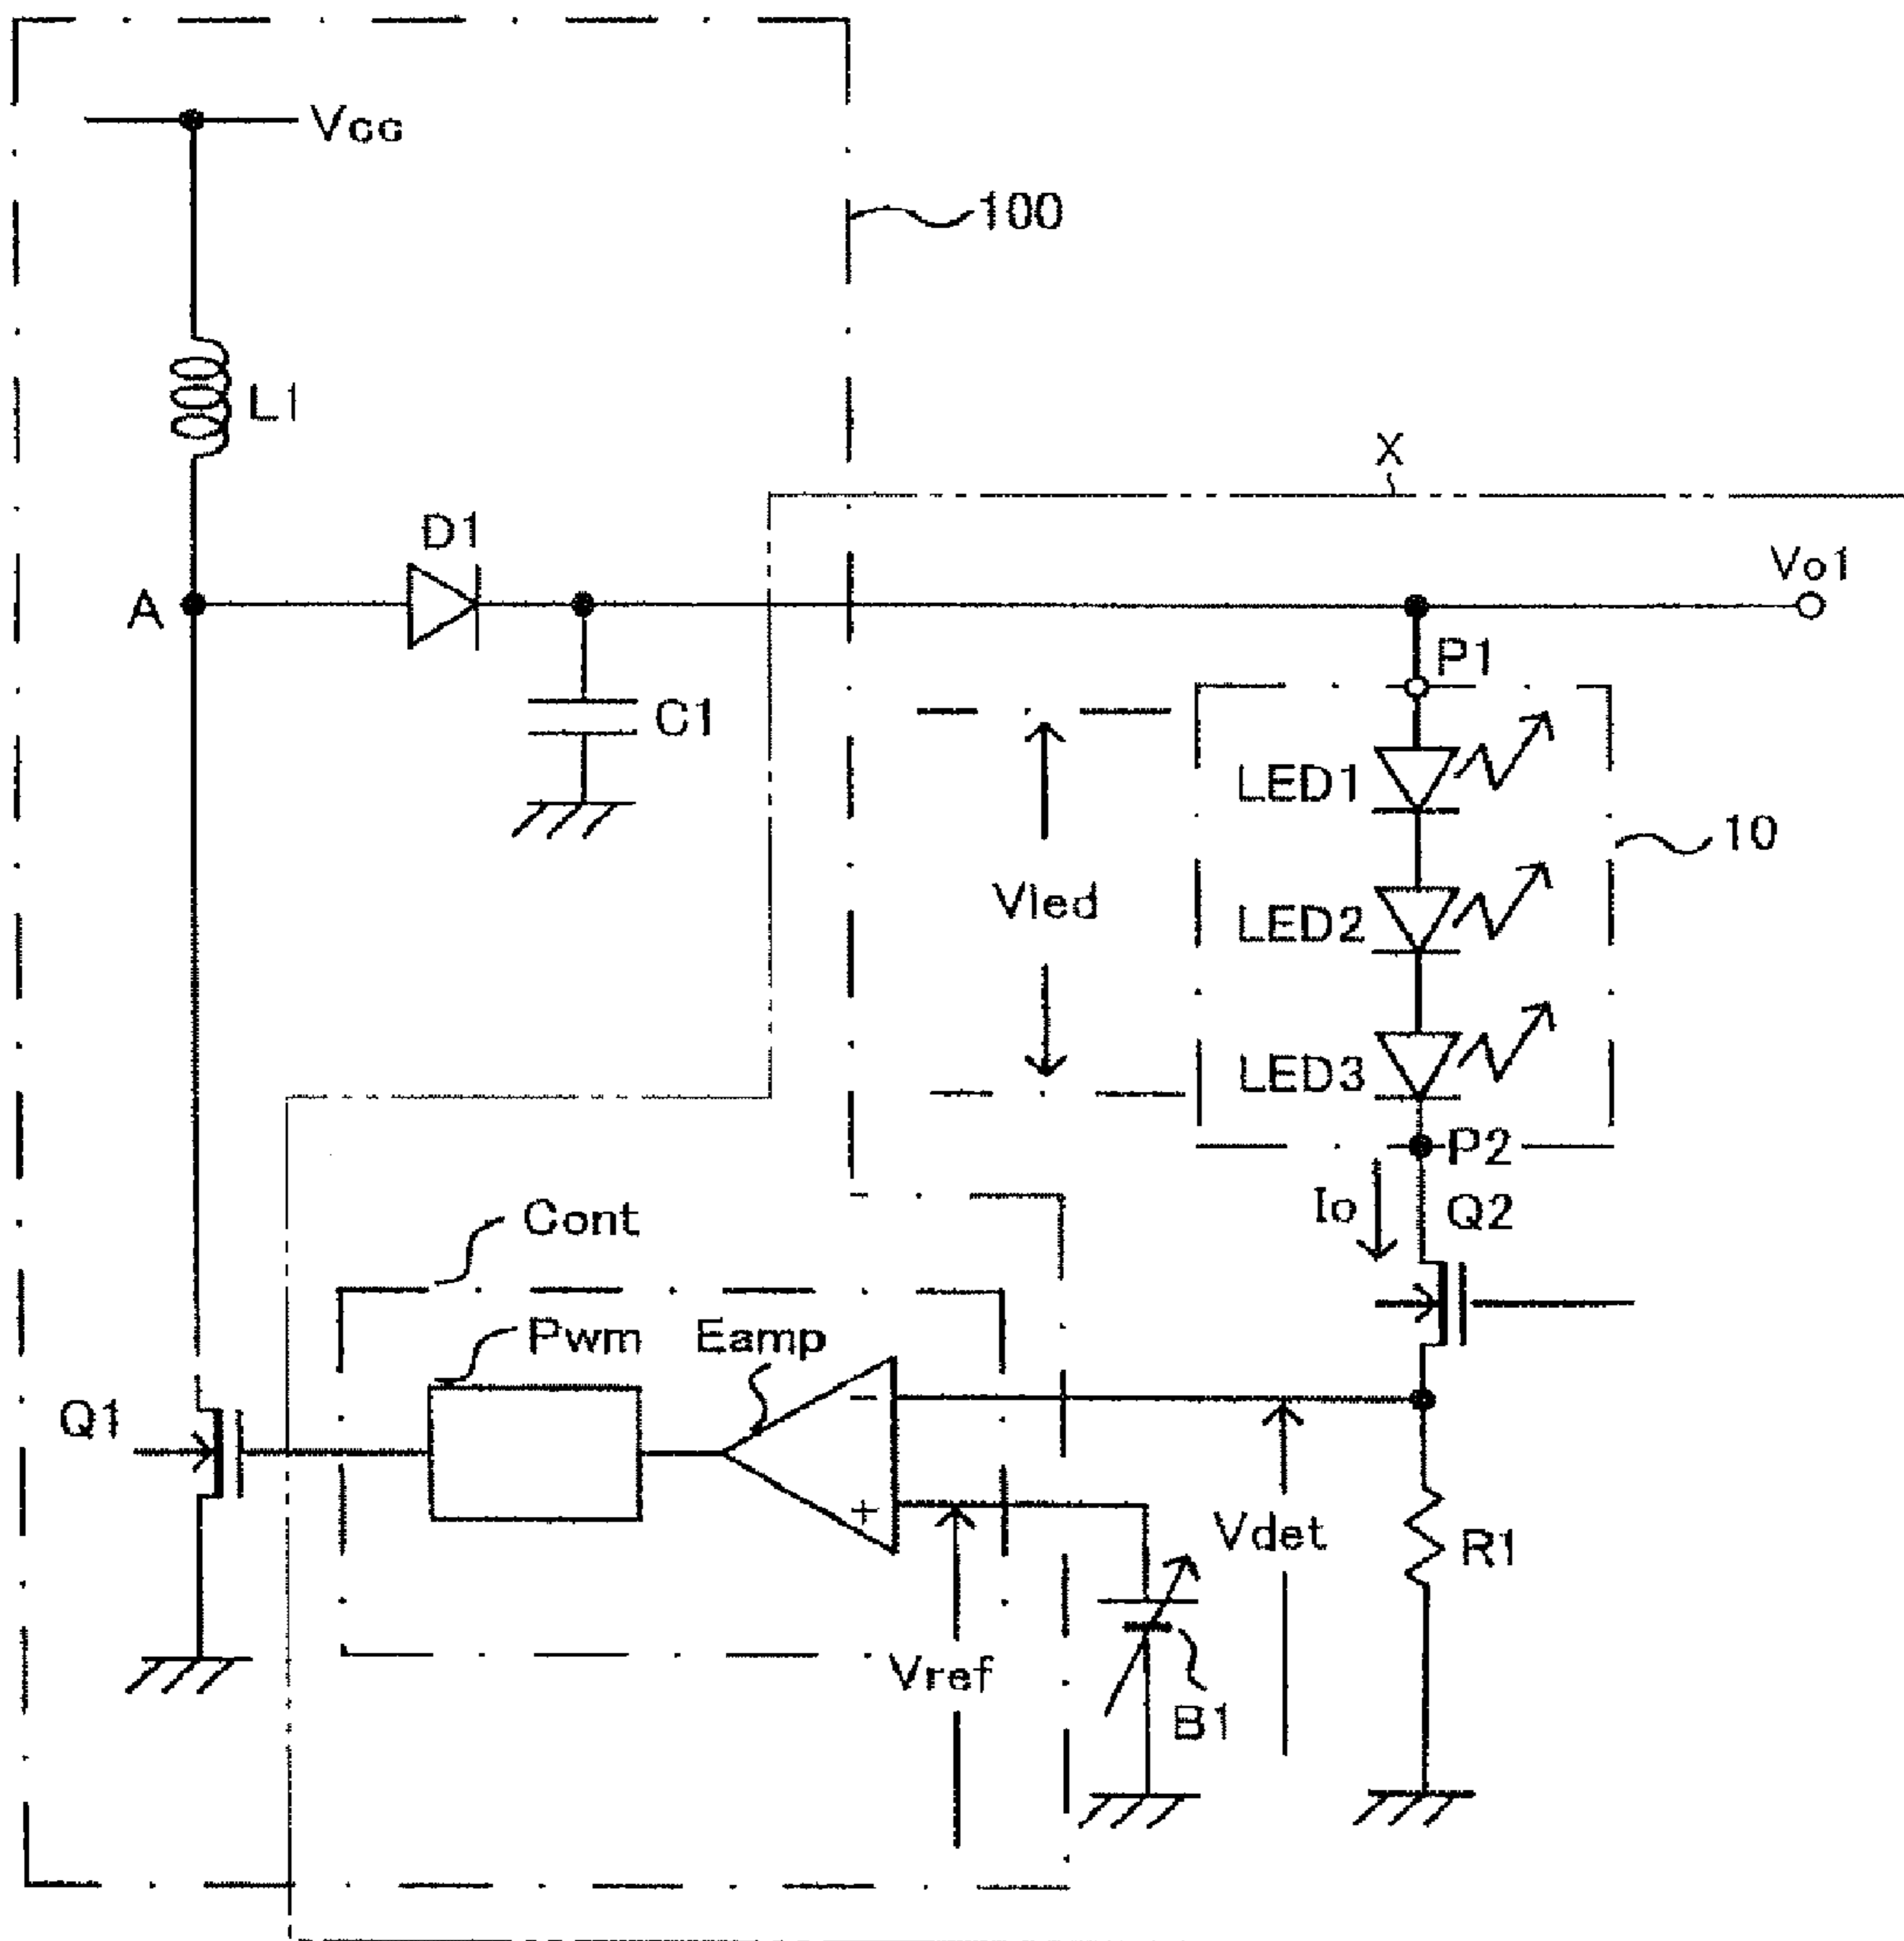 Vcc
100
L1
X
D1
Vo1
A
P1
C1
LED1
10
Vled
LED2
LED3
P2
Io
Q2
Cont
Pwm
Eamp
Q1
−
+
Vdet
R1
Vref
B1